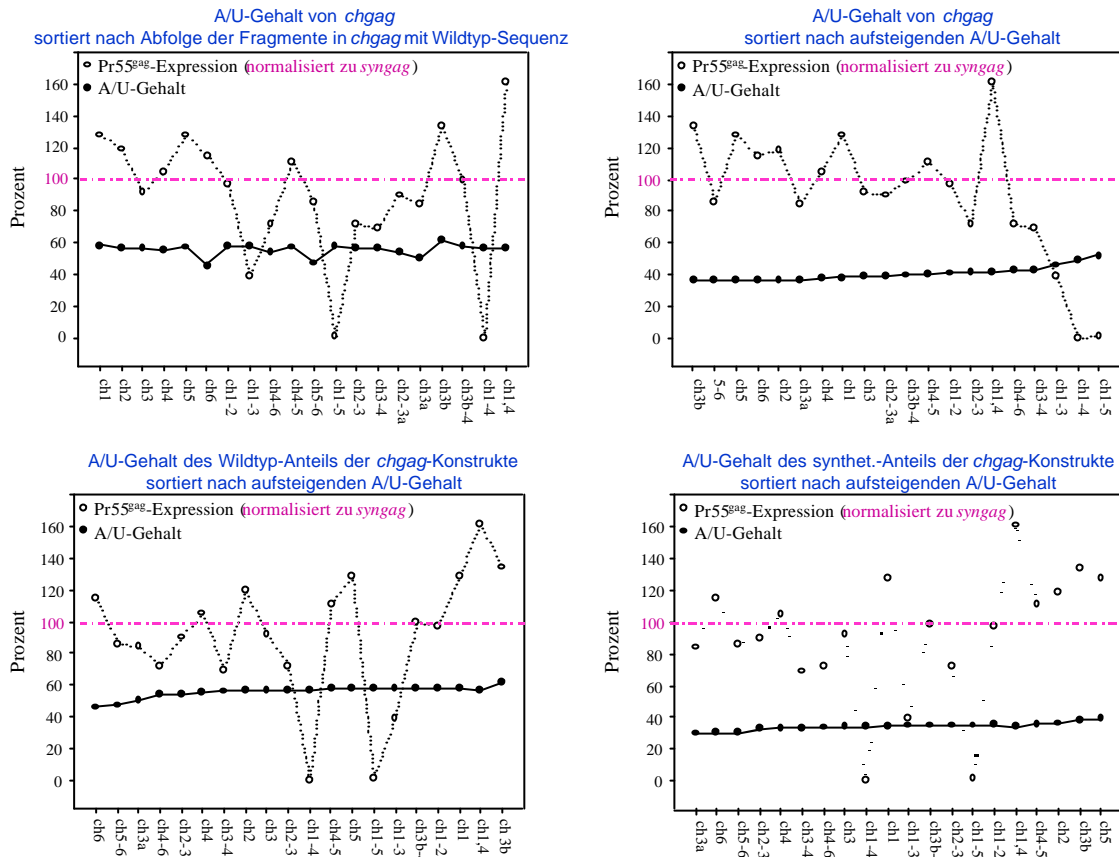 A/U-Gehalt von chgag
sortiert nach Abfolge der Fragmente in chgag mit Wildtyp-Sequenz
Pr55gag-Expression (normalisiert zu syngag)
A/U-Gehalt
Prozent
160
140
120
100
80
60
40
20
0
ch1
ch2
ch3
ch4
ch5
ch6
ch1-2
ch1-3
ch4-6
ch4-5
ch5-6
ch1-5
ch2-3
ch3-4
ch2-3a
ch3a
ch3b
ch3b-4
ch1-4
ch1,4
A/U-Gehalt von chgag
sortiert nach aufsteigenden A/U-Gehalt
Pr55gag-Expression (normalisiert zu syngag)
A/U-Gehalt
Prozent
160
140
120
100
80
60
40
20
0
ch3b
5-6
ch5
ch6
ch2
ch3a
ch4
ch1
ch3
ch2-3a
ch3b-4
ch4-5
ch1-2
ch2-3
ch1,4
ch4-6
ch3-4
ch1-3
ch1-4
ch1-5
A/U-Gehalt des Wildtyp-Anteils der chgag-Konstrukte
sortiert nach aufsteigenden A/U-Gehalt
Pr55gag-Expression (normalisiert zu syngag)
A/U-Gehalt
Prozent
160
140
120
100
80
60
40
20
0
ch6
ch5-6
ch3a
ch4-6
ch2-3
ch4
ch3-4
ch2
ch3
ch2-3
ch1-4
ch4-5
ch5
ch1-5
ch1-3
ch3b-
ch1-2
ch1
ch1,4
ch3b
A/U-Gehalt des synthet.-Anteils der chgag-Konstrukte
sortiert nach aufsteigenden A/U-Gehalt
Pr55gag-Expression (normalisiert zu syngag)
A/U-Gehalt
Prozent
160
140
120
100
80
60
40
20
0
ch3a
ch6
ch5-6
ch2-3
ch4
ch3-4
ch4-6
ch3
ch1-4
ch1
ch1-3
ch3b-
ch2-3
ch1-5
ch1-2
ch1,4
ch4-5
ch2
ch3b
ch5